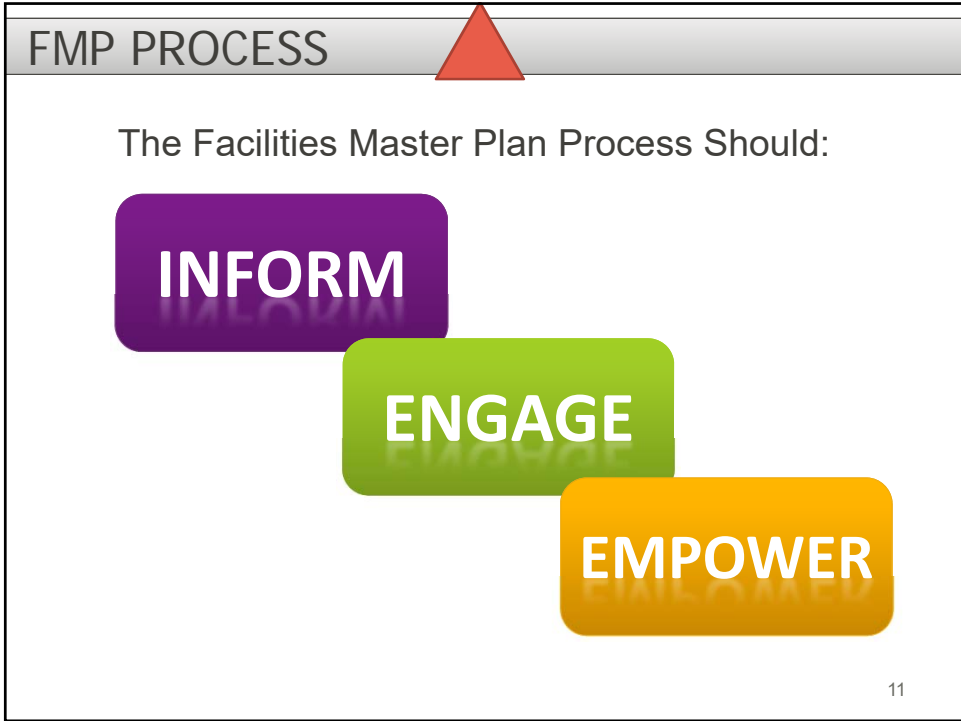 FMP PROCESS
The Facilities Master Plan Process Should:
INFORM
ENGAGE
EMPOWER
11